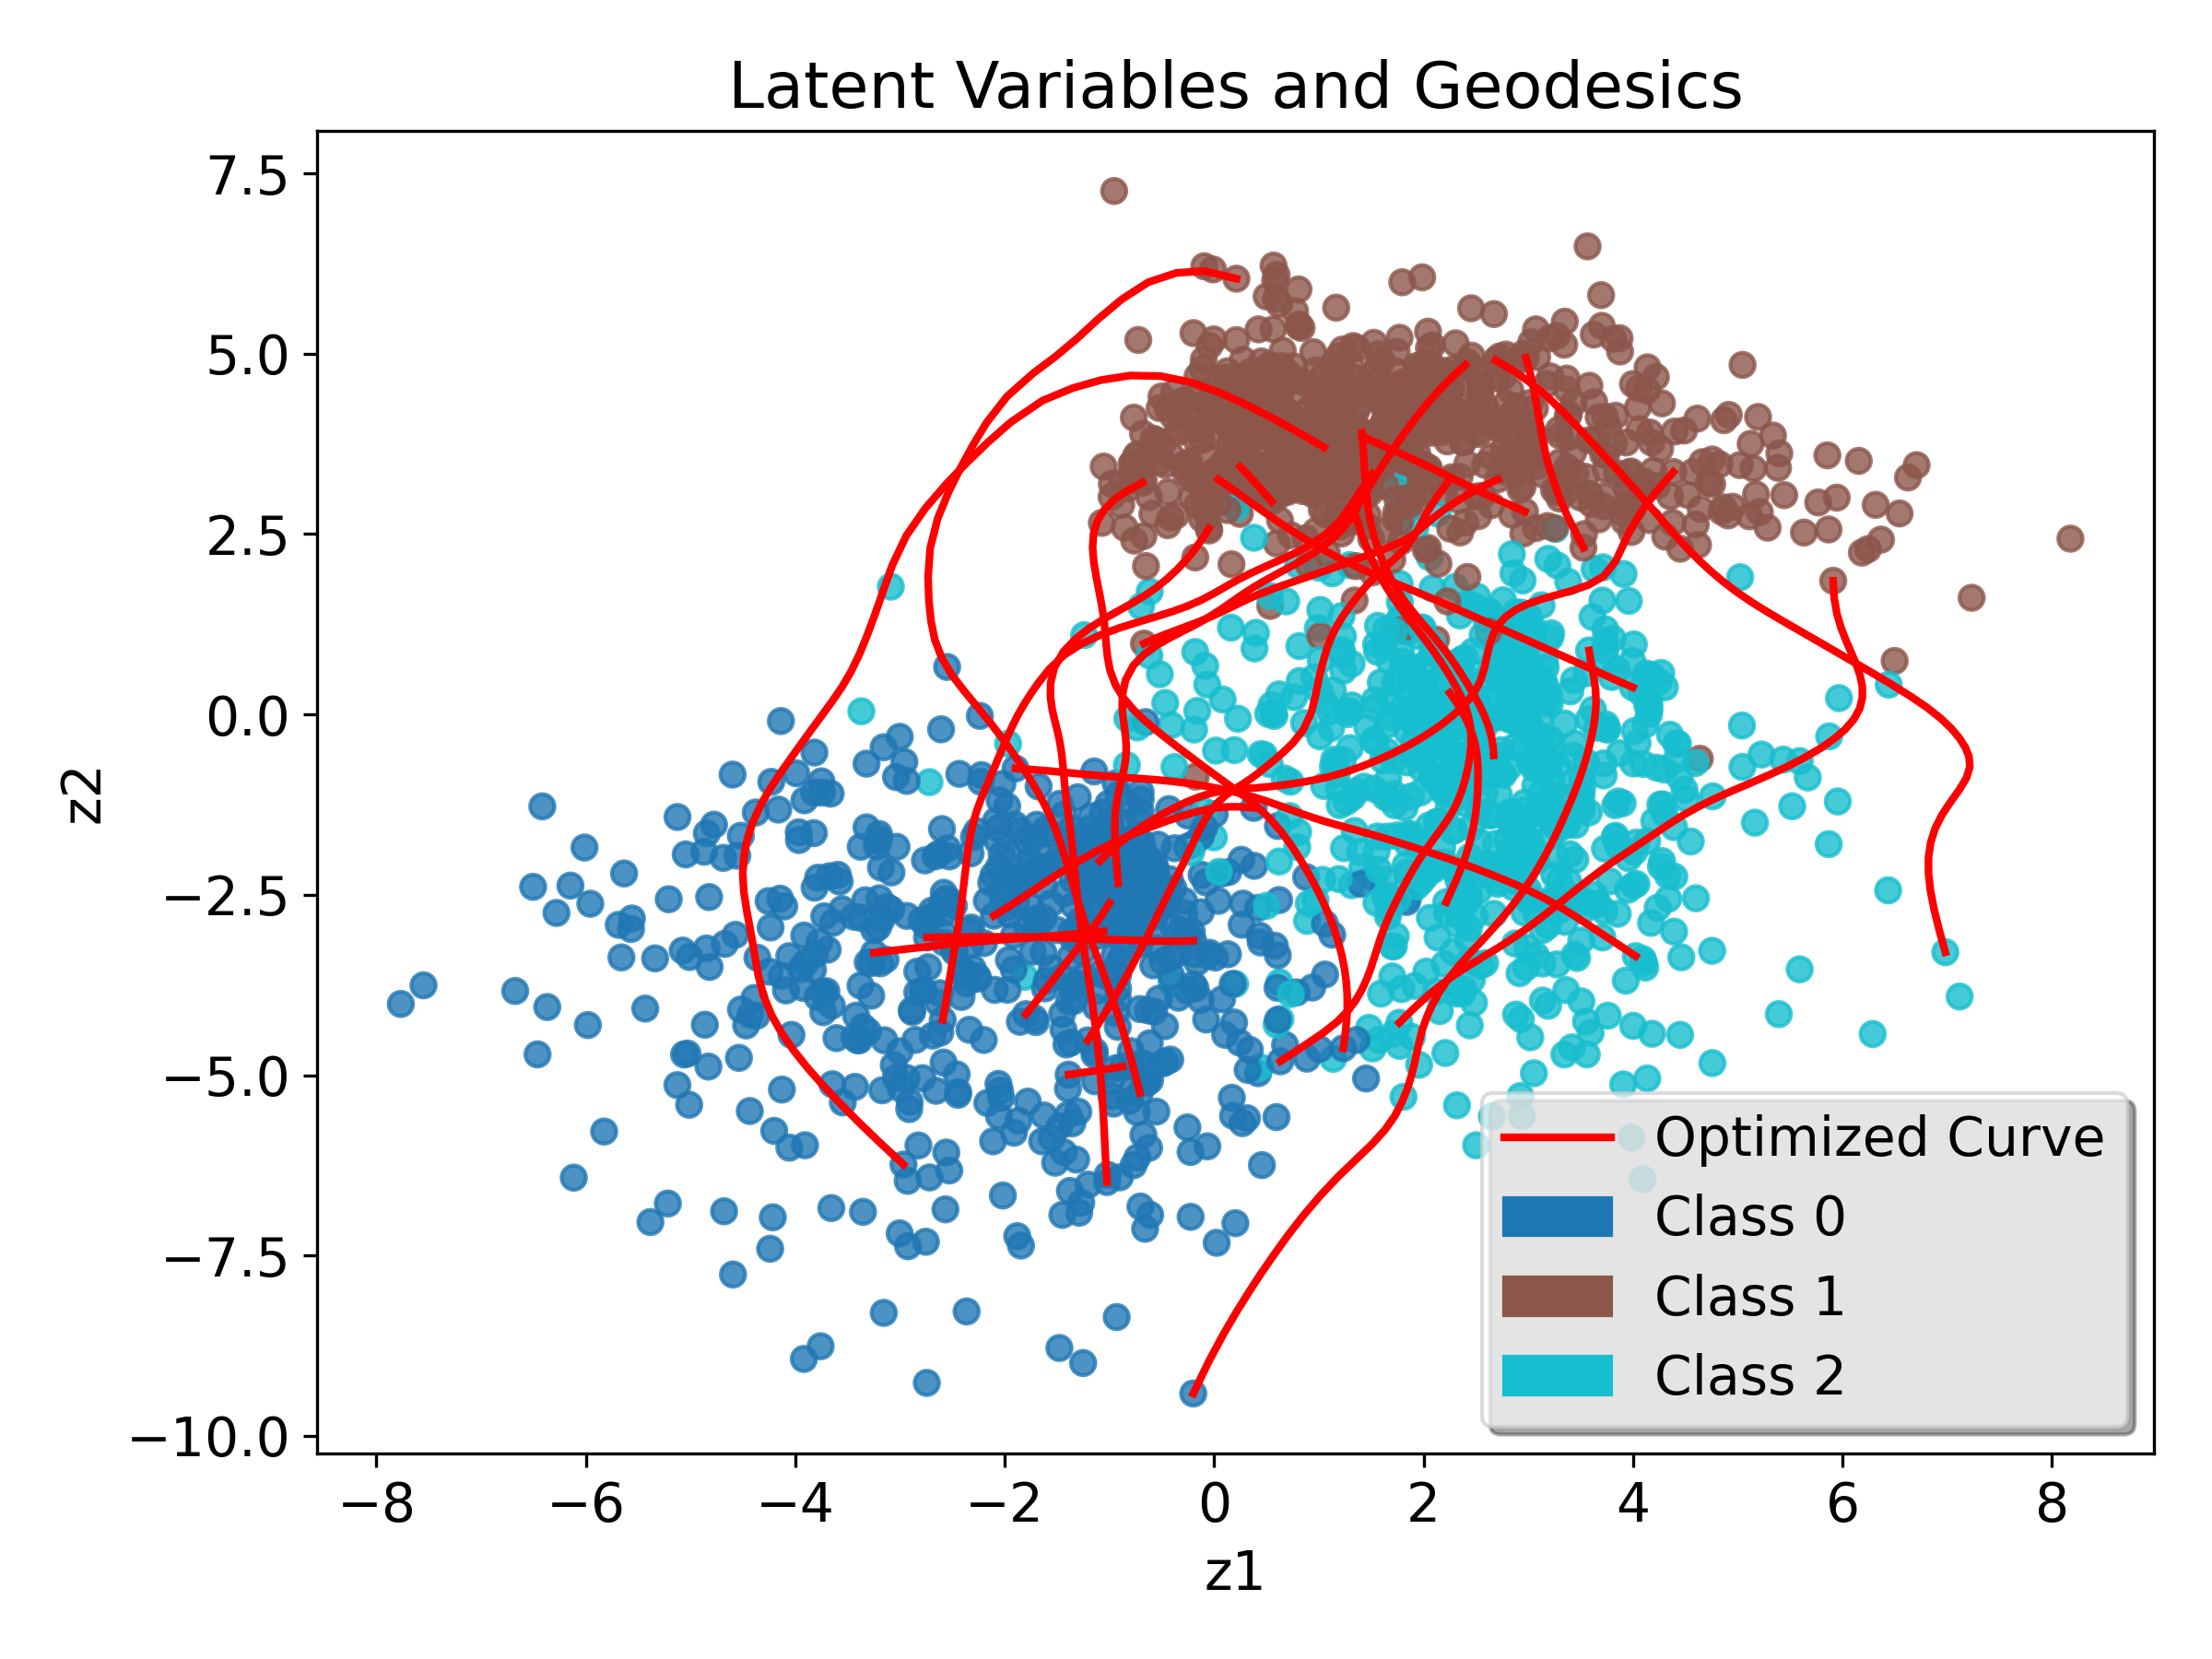 Latent Variables and Geodesics
7.5
5.0
2.5
0.0
−2.5
−5.0
−7.5
−10.0
z2
Optimized Curve
Class 0
Class 1
Class 2
−8 −6 −4 −2 0 2 4 6 8
z1